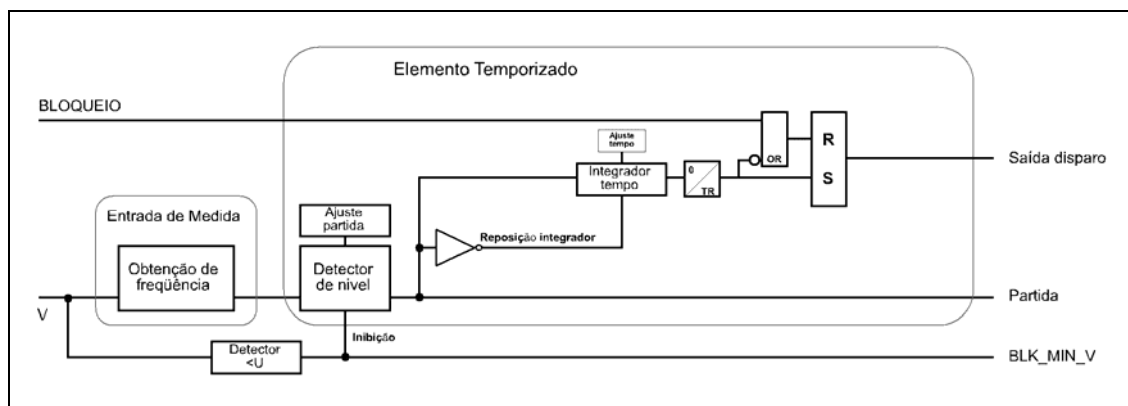 Elemento Temporizado
BLOQUEIO
Ajuste
tempo
R
OR
Saída disparo
Integrador
tempo
0
TR
S
Entrada de Medida
Ajuste
partida
Reposição integrador
Obtenção de
freqüência
Detector
de nivel
Partida
V
Inibição
Detector
<U
BLK_MIN_V